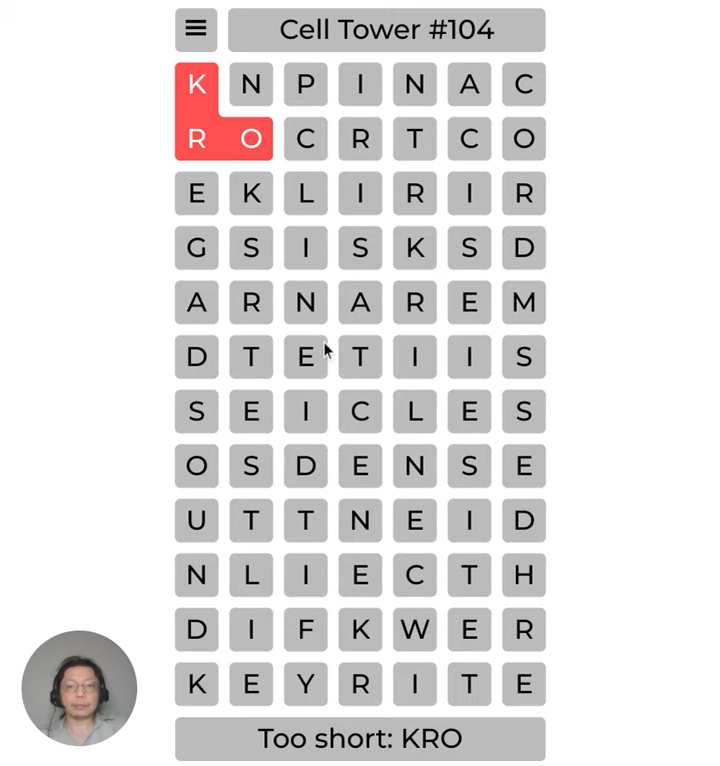 Cell Tower #104
K N P I N A C
R O C R T C O
E K L I R I R
G S I S K S D
A R N A R E M
D T E T I I S
S E I C L E S
O S D E N S E
U T T N E I D
N L I E C T H
D I F K W E R
K E Y R I T E
Too short: KRO